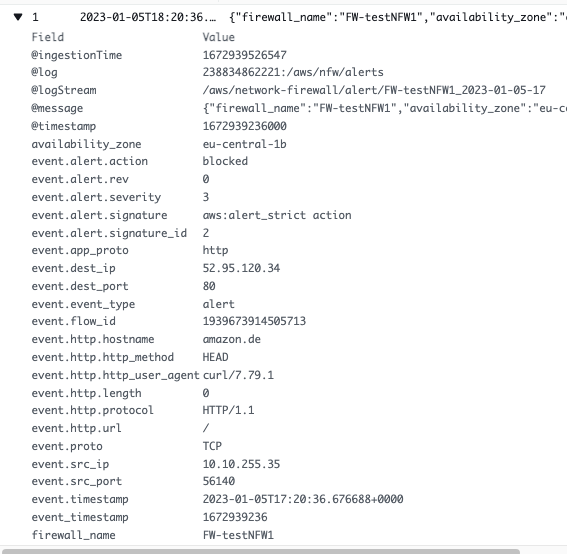 1 2023-01-05T18:20:36.... {"firewall_name":"FW-testNFW1","availability_zone":"
Field Value
@ingestionTime 1672939526547
@log 238834862221:/aws/nfw/alerts
@logStream /aws/network-firewall/alert/FW-testNFW1_2023-01-05-17
@message {"firewall_name":"FW-testNFW1","availability_zone":"eu-c
@timestamp 1672939236000
availability_zone eu-central-1b
event.alert.action blocked
event.alert.rev 0
event.alert.severity 3
event.alert.signature aws:alert_strict action
event.alert.signature_id 2
event.app_proto http
event.dest_ip 52.95.120.34
event.dest_port 80
event.event_type alert
event.flow_id 1939673914505713
event.http.hostname amazon.de
event.http.http_method HEAD
event.http.http_user_agent curl/7.79.1
event.http.length 0
event.http.protocol HTTP/1.1
event.http.url /
event.proto TCP
event.src_ip 10.10.255.35
event.src_port 56140
event.timestamp 2023-01-05T17:20:36.676688+0000
event_timestamp 1672939236
firewall_name FW-testNFW1